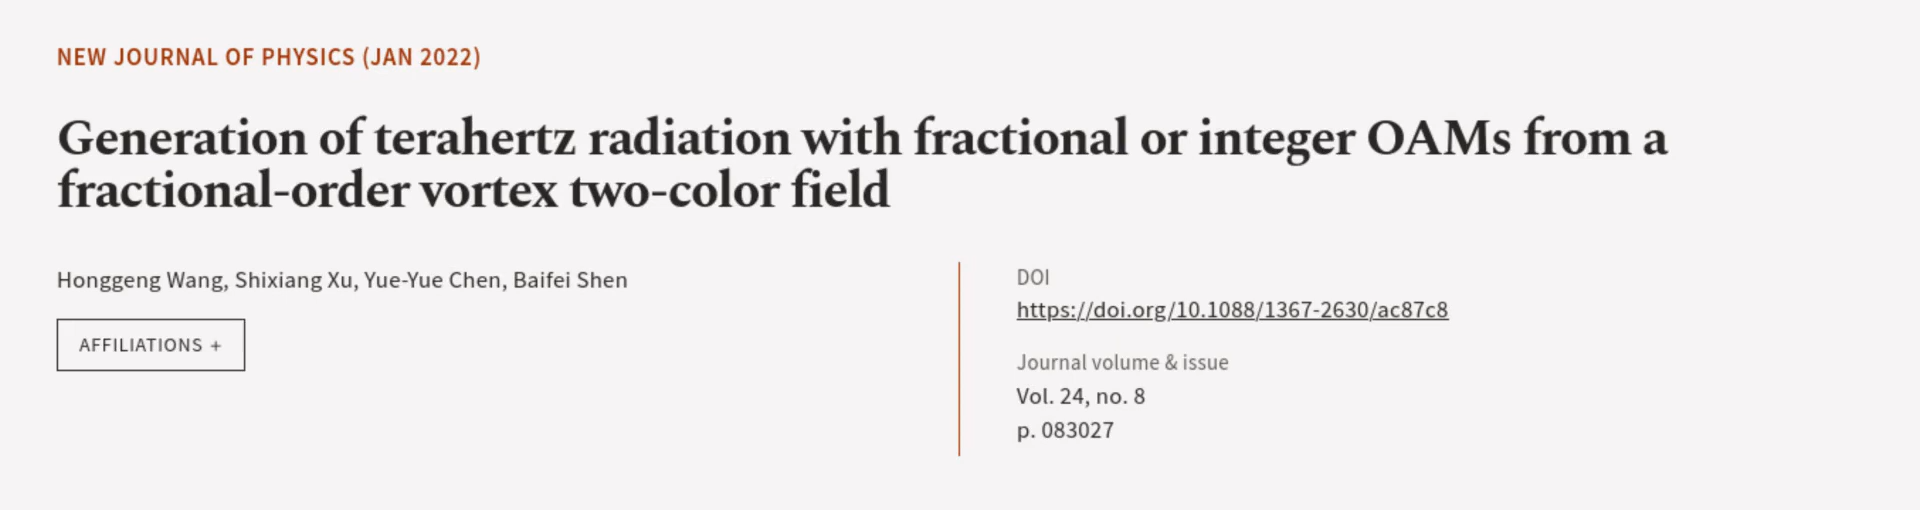 NEW JOURNAL OF PHYSICS (JAN 2022)
Generation of terahertz radiation with fractional or integer OAMs from a
fractional-order vortex two-color field
Honggeng Wang, Shixiang Xu, Yue-Yue Chen, Baifei Shen
AFFILIATIONS +
DOI
https://doi.org/10.1088/1367-2630/ac87c8
Journal volume & issue
Vol. 24, no. 8
p. 083027